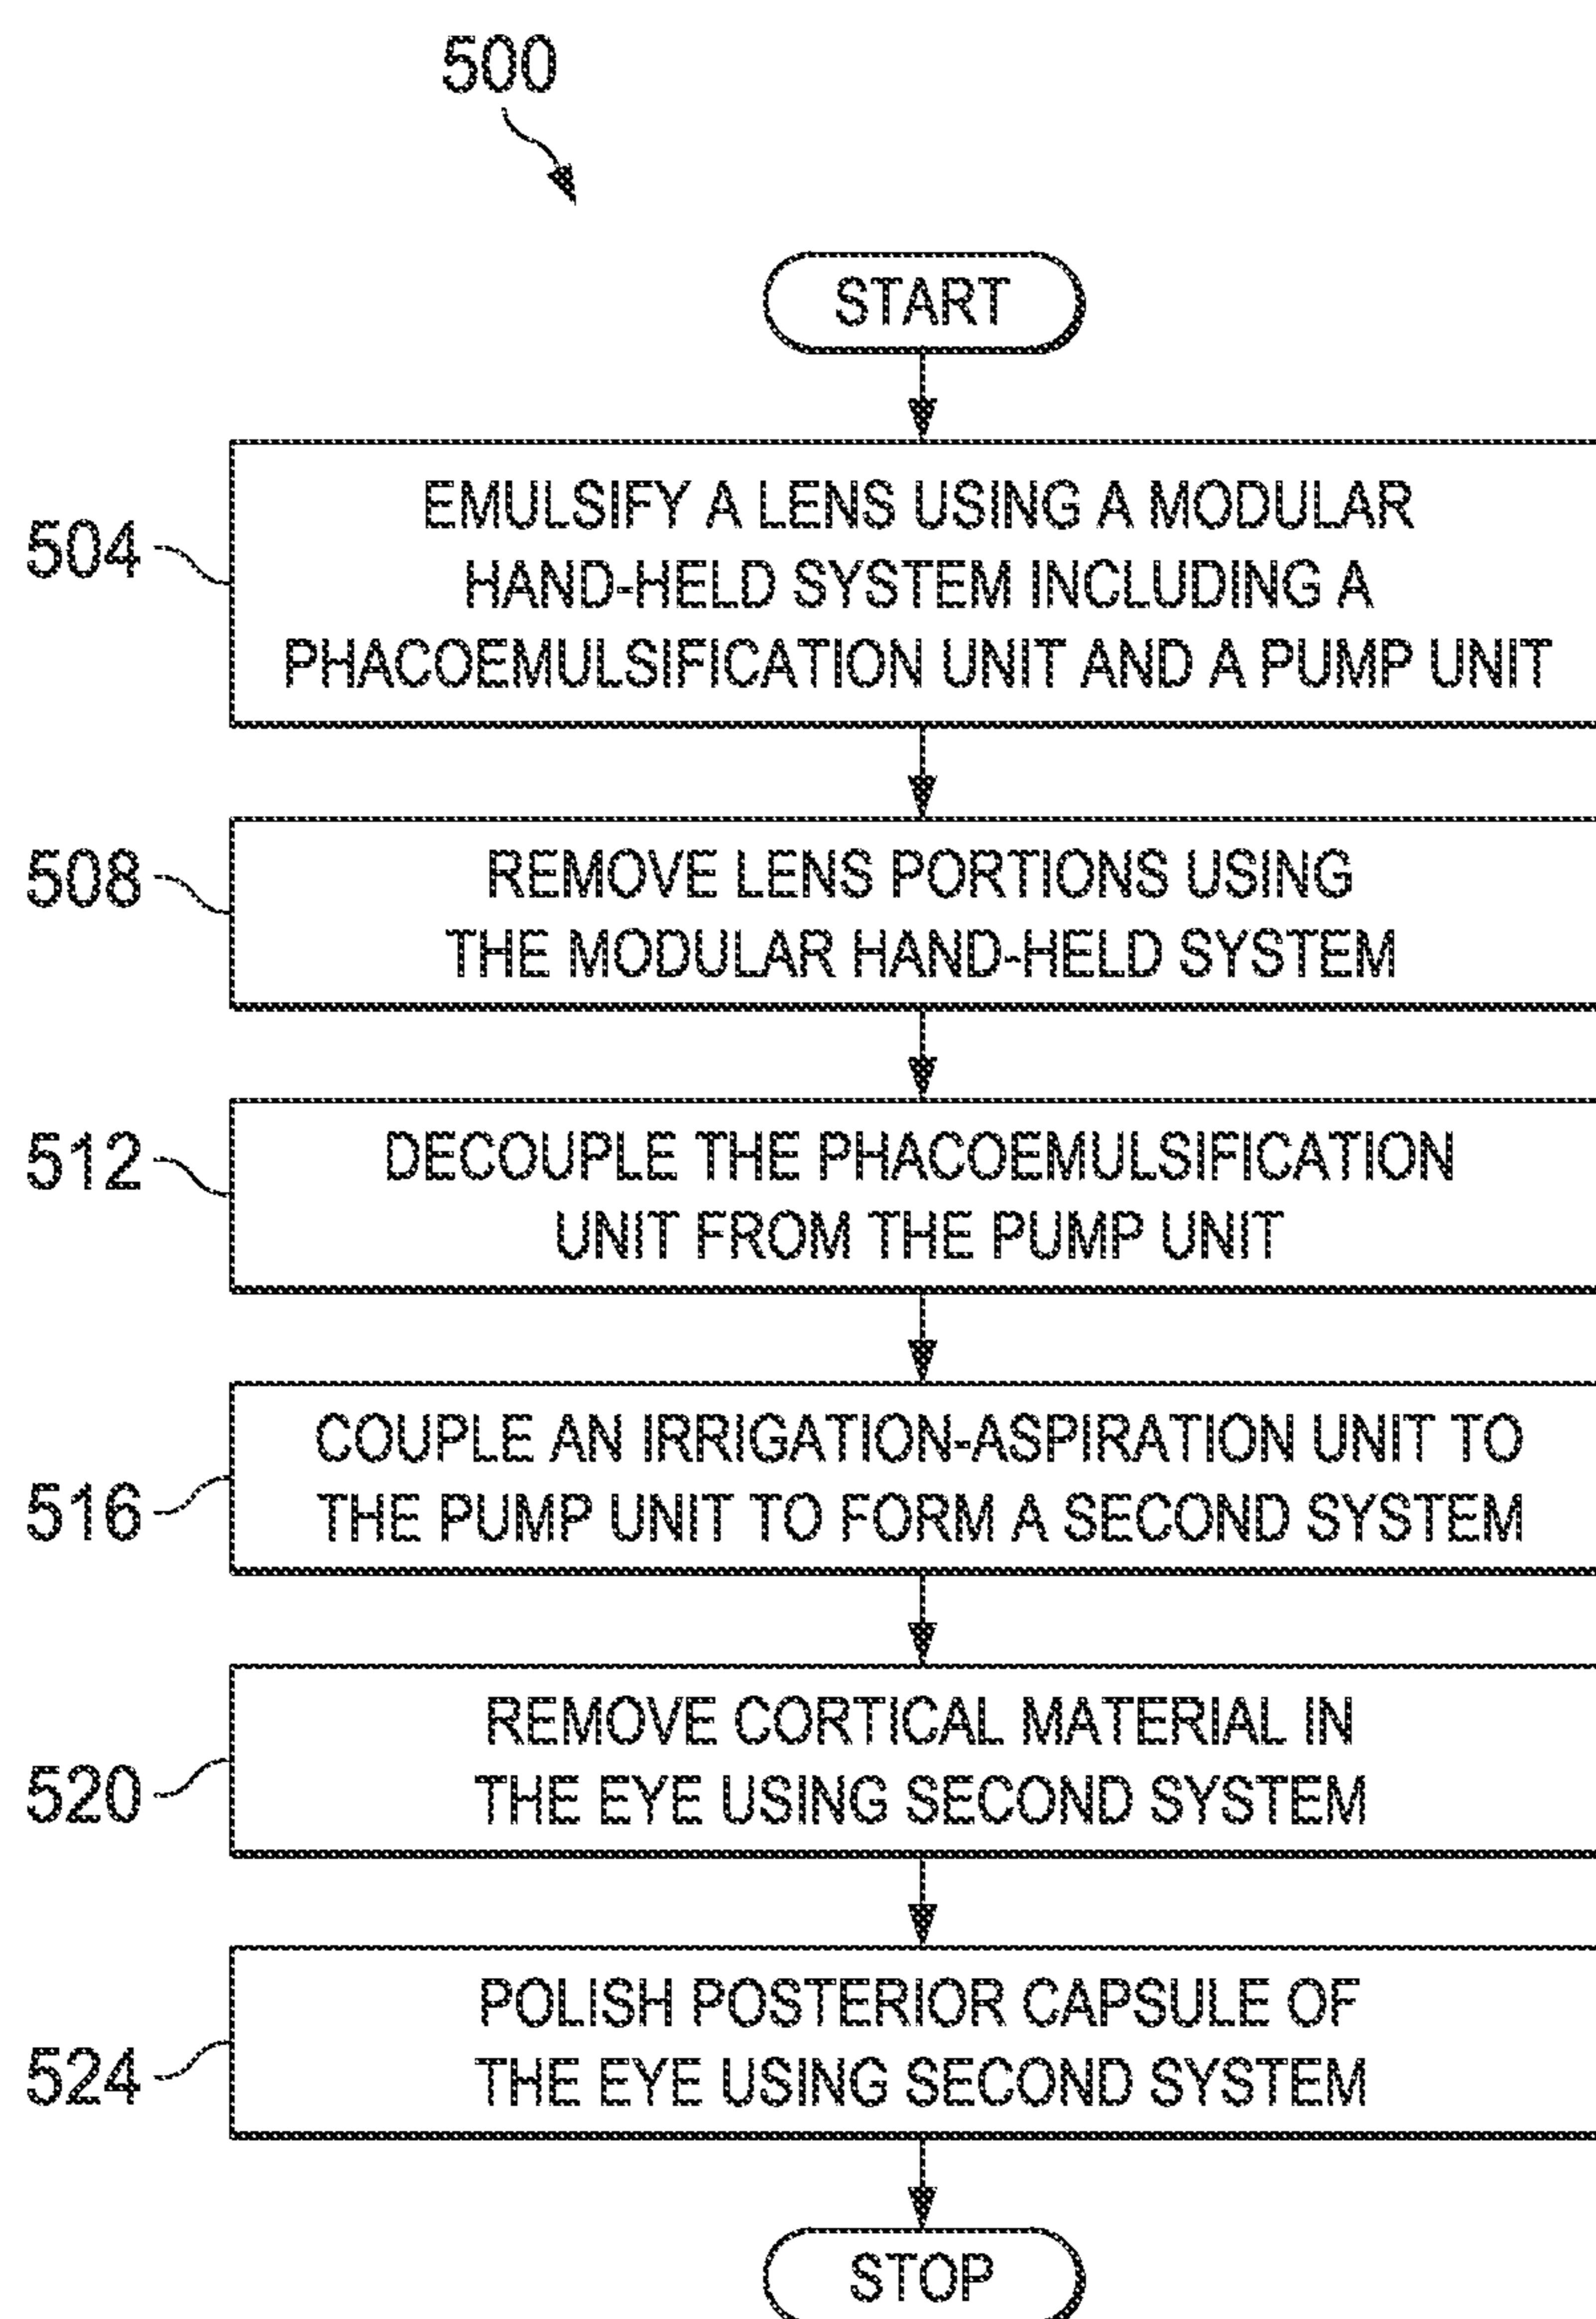 500
START
504
EMULSIFY A LENS USING A MODULAR
HAND-HELD SYSTEM INCLUDING A
PHACOEMULSIFICATION UNIT AND A PUMP UNIT
508
REMOVE LENS PORTIONS USING
THE MODULAR HAND-HELD SYSTEM
512
DECOUPLE THE PHACOEMULSIFICATION
UNIT FROM THE PUMP UNIT
516
COUPLE AN IRRIGATION-ASPIRATION UNIT TO
THE PUMP UNIT TO FORM A SECOND SYSTEM
520
REMOVE CORTICAL MATERIAL IN
THE EYE USING SECOND SYSTEM
524
POLISH POSTERIOR CAPSULE OF
THE EYE USING SECOND SYSTEM
STOP